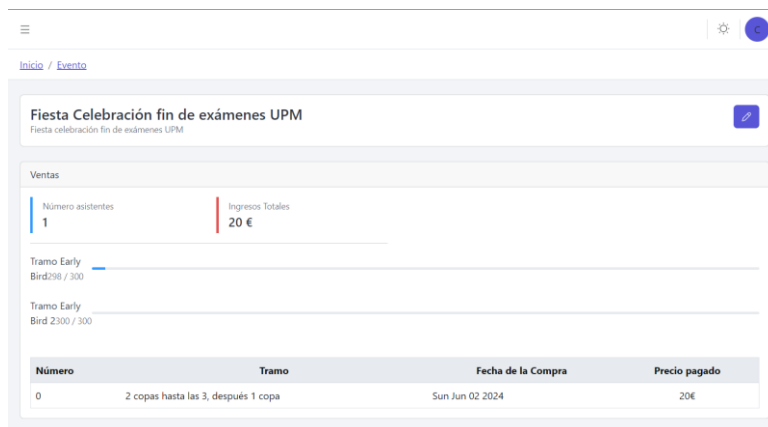 C
Inicio / Evento
Fiesta Celebración fin de exámenes UPM
Fiesta celebración fin de exámenes UPM
Ventas
Número asistentes
1
Ingresos Totales
20 €
Tramo Early
Bird298 / 300
Tramo Early
Bird 2300 / 300
Número Tramo Fecha de la Compra Precio pagado
0 2 copas hasta las 3, después 1 copa Sun Jun 02 2024 20€